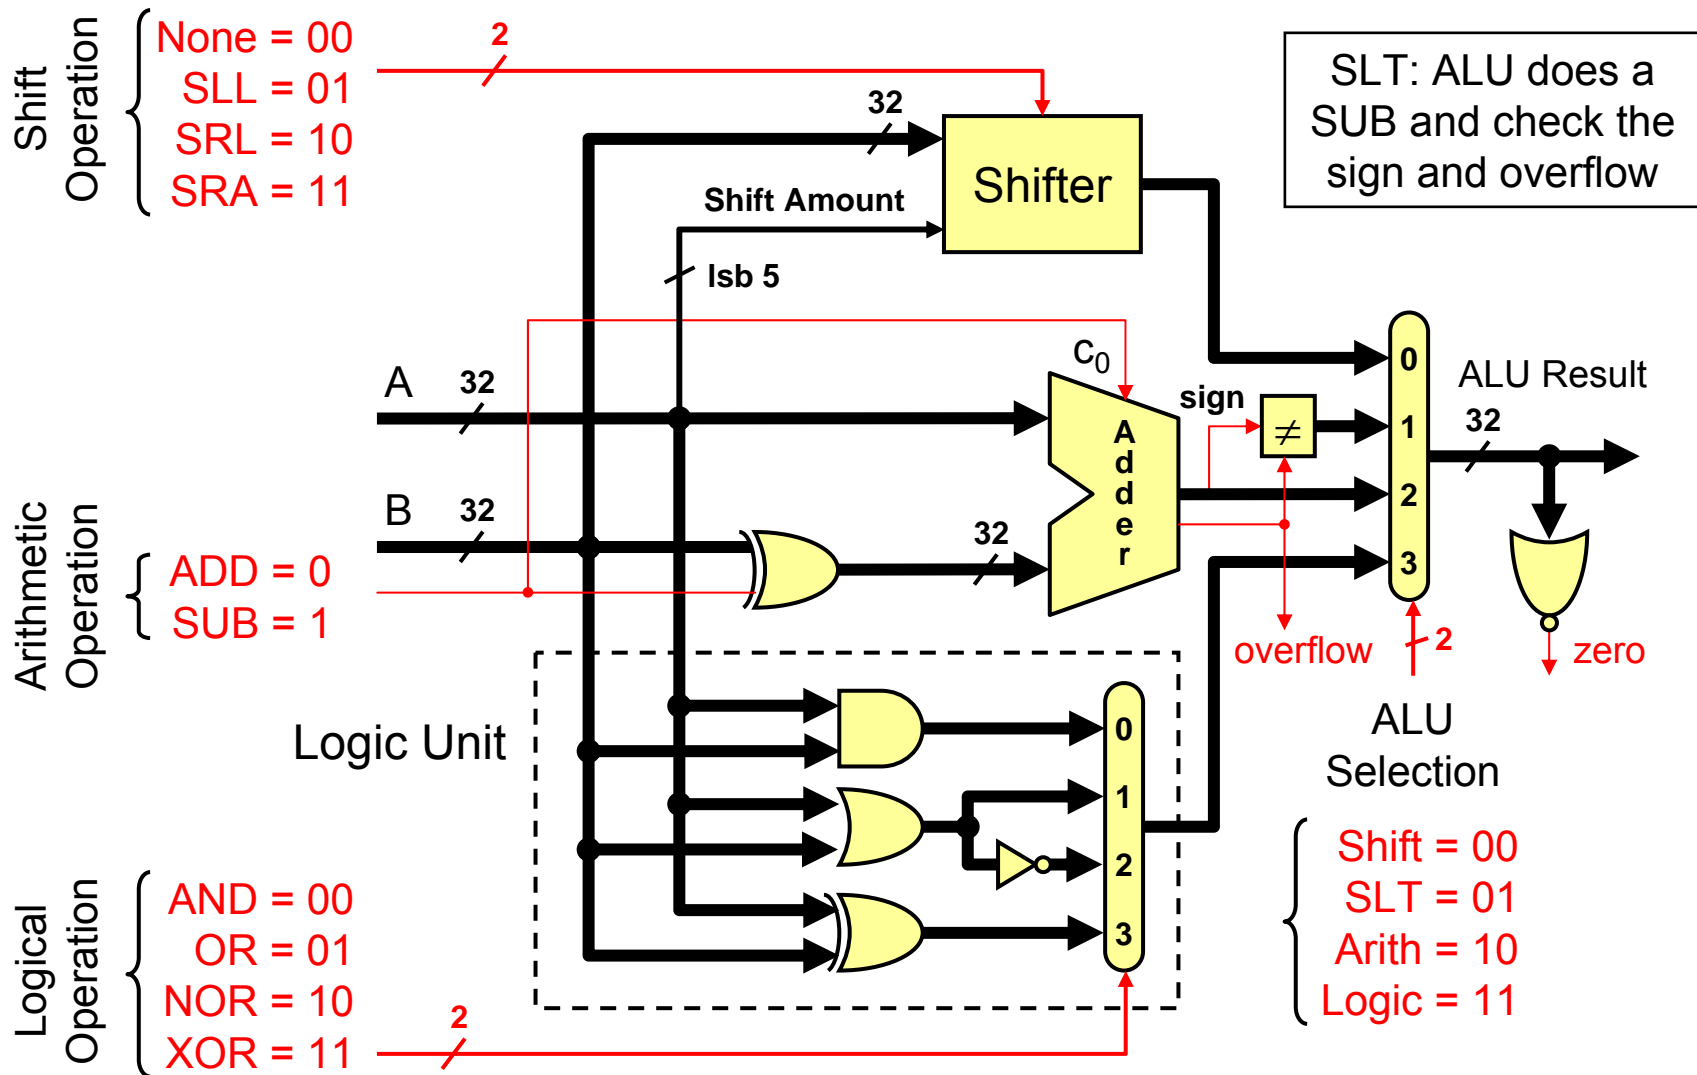 Shift
Operation
None = 00
SLL = 01
SRL = 10
SRA = 11
2
32
Shifter
Shift Amount
lsb 5
SLT: ALU does a
SUB and check the
sign and overflow
A
32
B
32
c0
Adder
32
sign
≠
overflow
0
1
2
3
2
ALU Result
32
zero
Arithmetic
Operation
ADD = 0
SUB = 1
Logic Unit
0
1
2
3
ALU
Selection
Shift = 00
SLT = 01
Arith = 10
Logic = 11
Logical
Operation
AND = 00
OR = 01
NOR = 10
XOR = 11
2